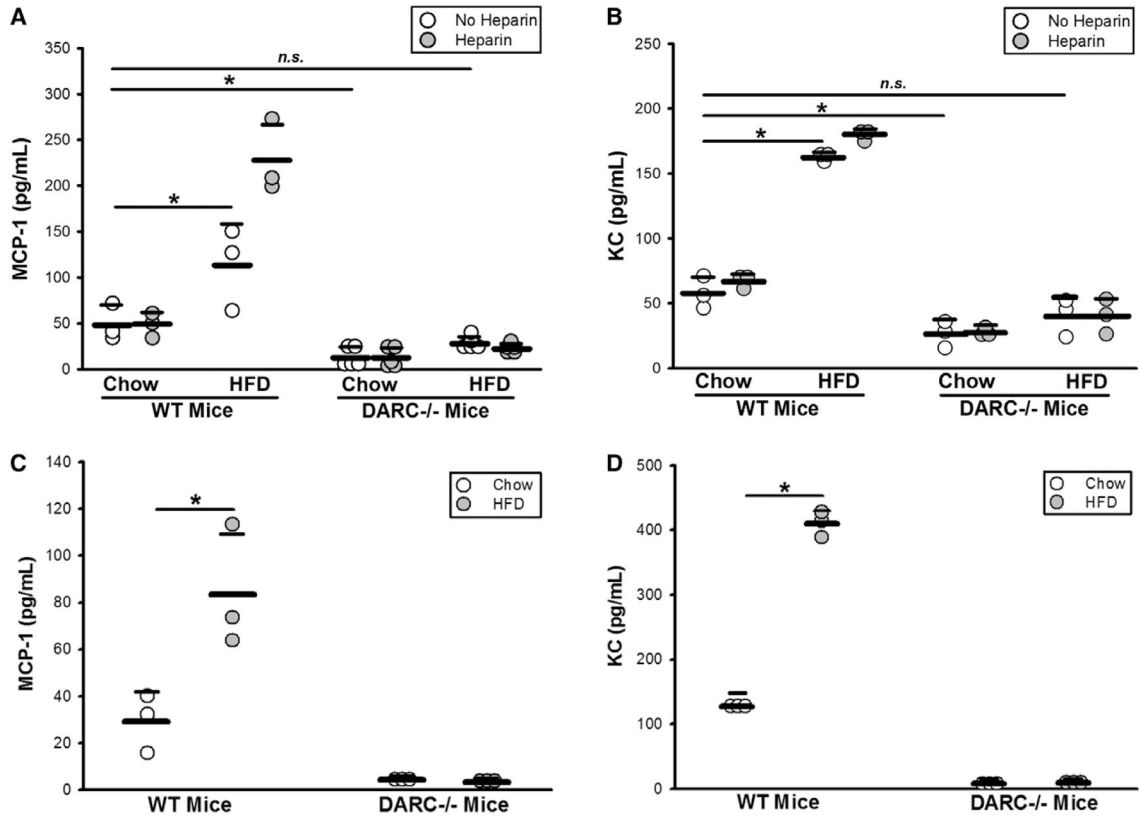 A
No Heparin
Heparin
350
300
250
200
150
100
50
0
MCP-1 (pg/mL)
n.s.
*
*
Chow HFD Chow HFD
WT Mice DARC-/- Mice
B
No Heparin
Heparin
250
200
150
100
50
0
KC (pg/mL)
n.s.
*
*
Chow HFD Chow HFD
WT Mice DARC-/- Mice
C
Chow
HFD
140
120
100
80
60
40
20
0
MCP-1 (pg/mL)
*
WT Mice DARC-/- Mice
D
Chow
HFD
500
400
300
200
100
0
KC (pg/mL)
*
WT Mice DARC-/- Mice